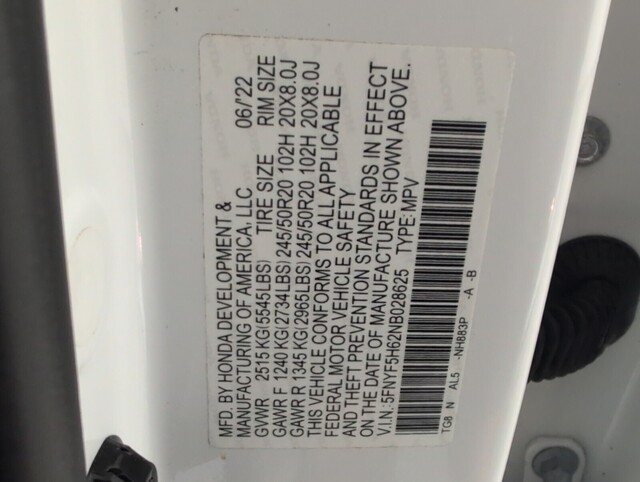 MFD. BY HONDA DEVELOPMENT &
MANUFACTURING OF AMERICA, LLC 06/'22
GVWR 2515 KG(5545LBS) TIRE SIZE RIM SIZE
GAWR F 1240 KG(2734LBS) 245/50R20 102H 20X8.0J
GAWR R 1345 KG(2965LBS) 245/50R20 102H 20X8.0J
THIS VEHICLE CONFORMS TO ALL APPLICABLE
FEDERAL MOTOR VEHICLE SAFETY
AND THEFT PREVENTION STANDARDS IN EFFECT
ON THE DATE OF MANUFACTURE SHOWN ABOVE.
V.I.N.:5FNYF5H62NB028625 TYPE:MPV
TG8 N AL5 -NH883P -A -B